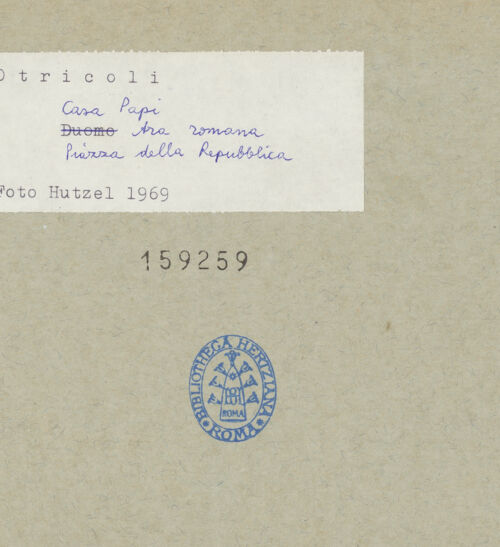 Otricoli
Casa Papi
Duomo Ara romana
Piazza della Repubblica
Foto Hutzel 1969
159259
BIBLIOTHECA HERTZIANA
ROMA
* ROMA *